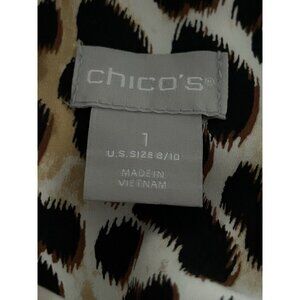 chico's®
1
U.S. SIZE 8/10
MADE IN
VIETNAM